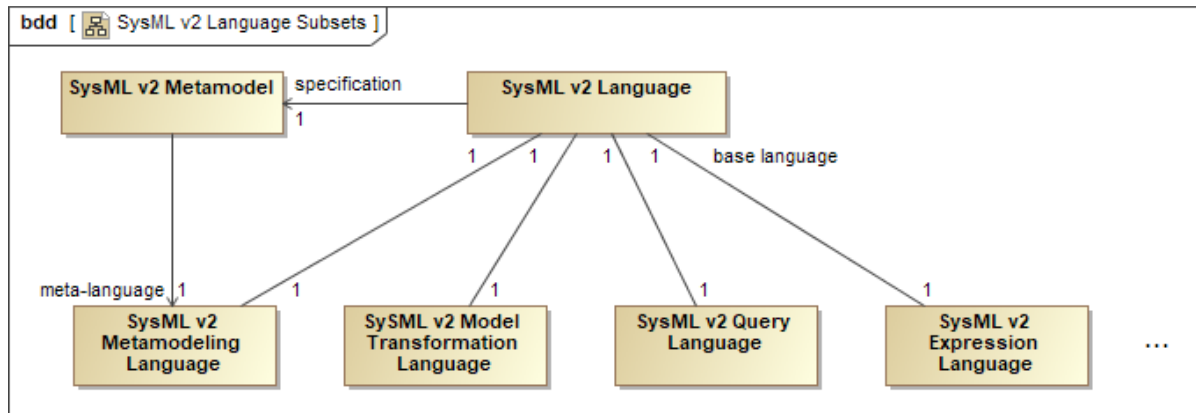 bdd [ SysML v2 Language Subsets ]
SysML v2 Metamodel
specification
SysML v2 Language
1
1
1
1
1
base language
meta-language
1
1
1
1
1
SysML v2
Metamodeling
Language
SySML v2 Model
Transformation
Language
SysML v2 Query
Language
SysML v2
Expression
Language
...